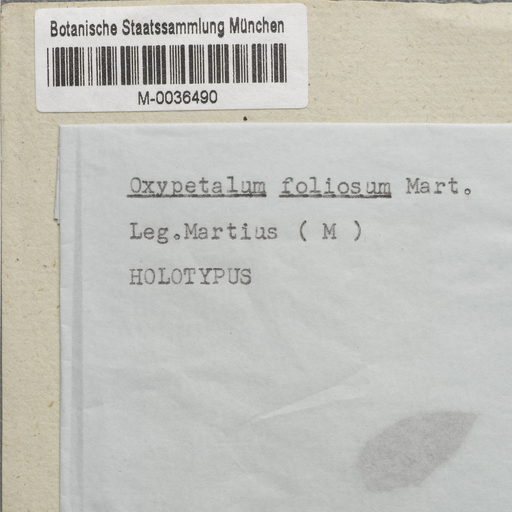 Botanische Staatssammlung München
M-0036490
Oxypetalum foliosum Mart.
Leg.Martius ( M )
HOLOTYPUS